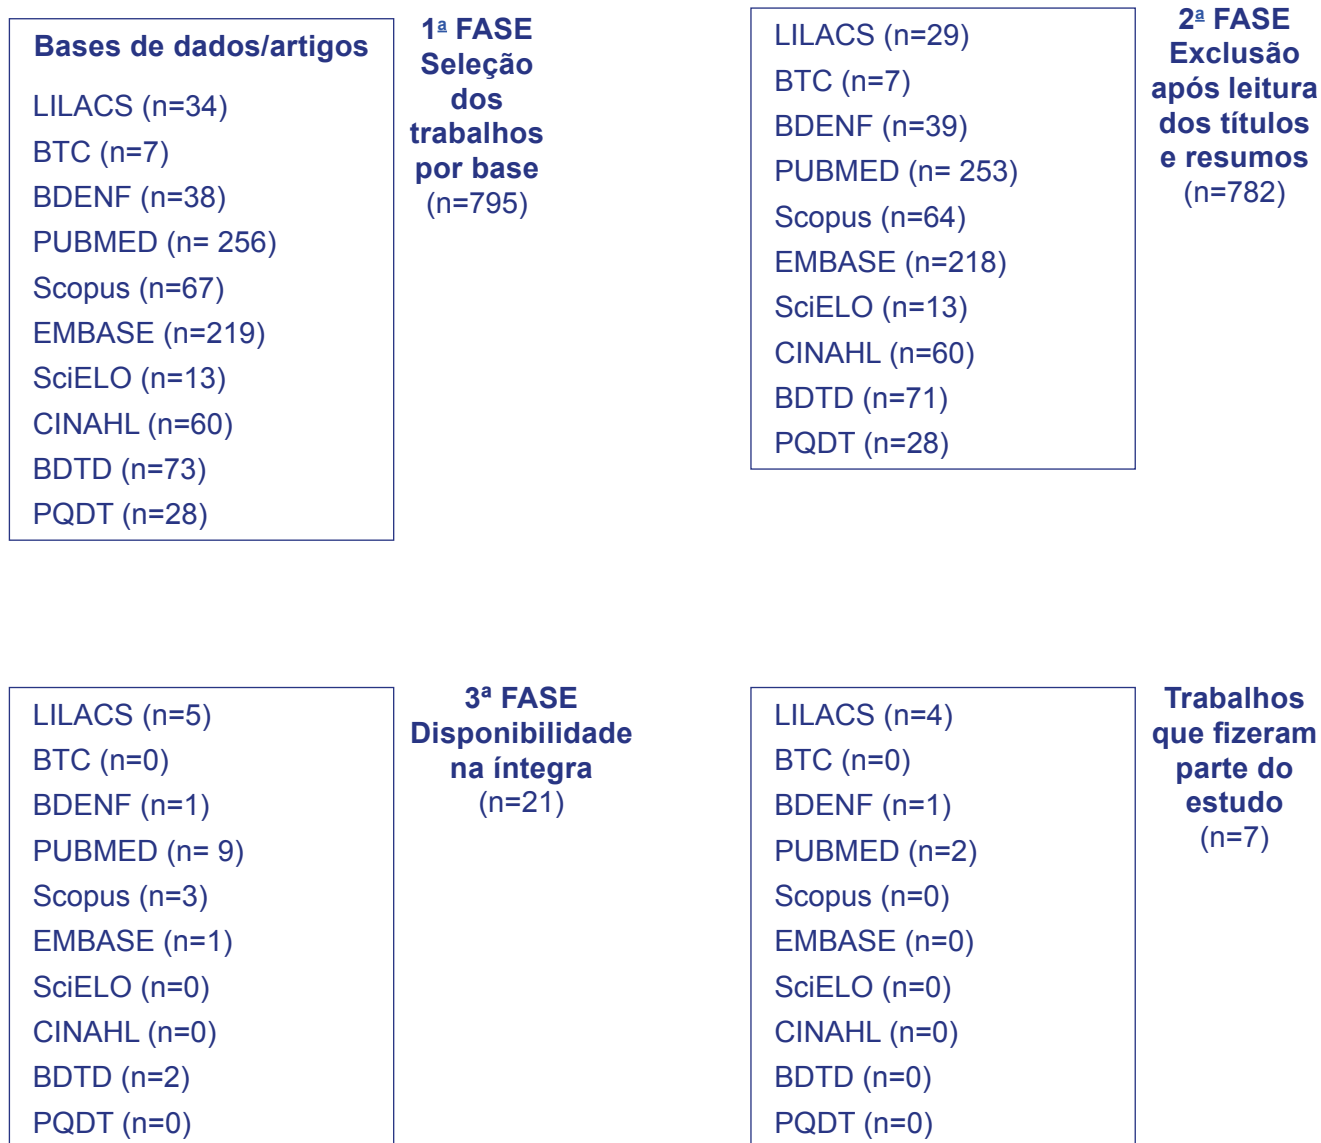 Bases de dados/artigos
LILACS (n=34)
BTC (n=7)
BDENF (n=38)
PUBMED (n= 256)
Scopus (n=67)
EMBASE (n=219)
SciELO (n=13)
CINAHL (n=60)
BDTD (n=73)
PQDT (n=28)
1ª FASE
Seleção
dos
trabalhos
por base
(n=795)
LILACS (n=29)
BTC (n=7)
BDENF (n=39)
PUBMED (n= 253)
Scopus (n=64)
EMBASE (n=218)
SciELO (n=13)
CINAHL (n=60)
BDTD (n=71)
PQDT (n=28)
2ª FASE
Exclusão
após leitura
dos títulos
e resumos
(n=782)
LILACS (n=5)
BTC (n=0)
BDENF (n=1)
PUBMED (n= 9)
Scopus (n=3)
EMBASE (n=1)
SciELO (n=0)
CINAHL (n=0)
BDTD (n=2)
PQDT (n=0)
3ª FASE
Disponibilidade
na íntegra
(n=21)
LILACS (n=4)
BTC (n=0)
BDENF (n=1)
PUBMED (n=2)
Scopus (n=0)
EMBASE (n=0)
SciELO (n=0)
CINAHL (n=0)
BDTD (n=0)
PQDT (n=0)
Trabalhos
que fizeram
parte do
estudo
(n=7)